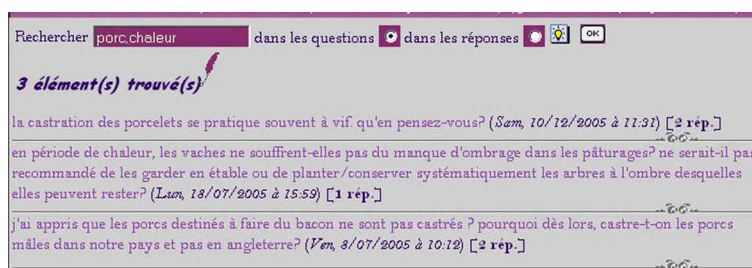 Rechercher porc,chaleur dans les questions dans les réponses OK
3 élément(s) trouvé(s)
la castration des porcelets se pratique souvent à vif. qu'en pensez-vous? (Sam, 10/12/2005 à 11:31) [2 rép.]
en période de chaleur, les vaches ne souffrent-elles pas du manque d'ombrage dans les pâturages? ne serait-il pas
recommandé de les garder en étable ou de planter/conserver systématiquement les arbres à l'ombre desquelles
elles peuvent rester? (Lun, 18/07/2005 à 15:59) [1 rép.]
j'ai appris que les porcs destinés à faire du bacon ne sont pas castrés ? pourquoi dès lors, castre-t-on les porcs
mâles dans notre pays et pas en angleterre? (Ven, 8/07/2005 à 10:12) [2 rép.]